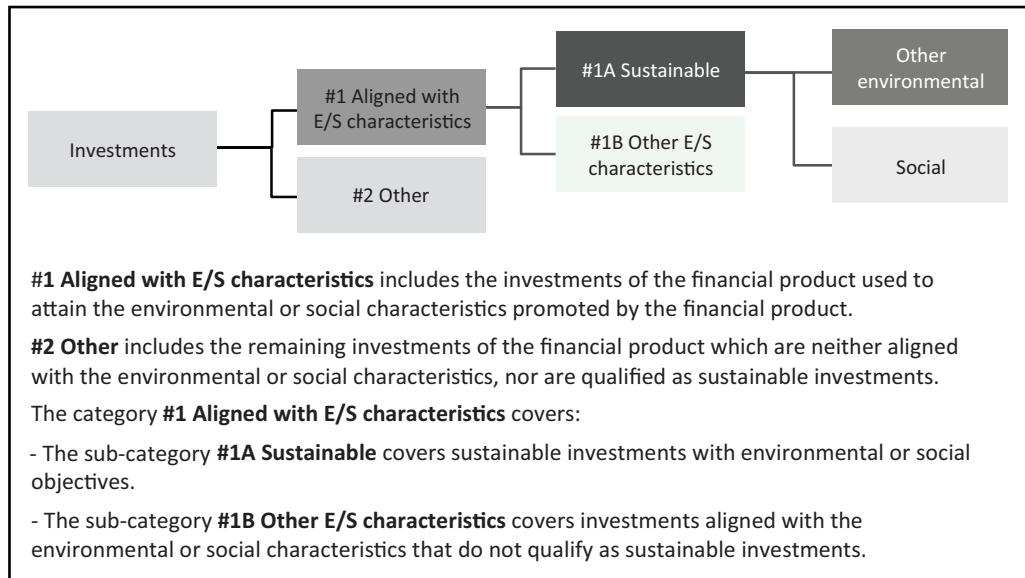 Investments
#1 Aligned with
E/S characteristics
#2 Other
#1A Sustainable
#1B Other E/S
characteristics
Other
environmental
Social
#1 Aligned with E/S characteristics includes the investments of the financial product used to
attain the environmental or social characteristics promoted by the financial product.
#2 Other includes the remaining investments of the financial product which are neither aligned
with the environmental or social characteristics, nor are qualified as sustainable investments.
The category #1 Aligned with E/S characteristics covers:
- The sub-category #1A Sustainable covers sustainable investments with environmental or social
objectives.
- The sub-category #1B Other E/S characteristics covers investments aligned with the
environmental or social characteristics that do not qualify as sustainable investments.